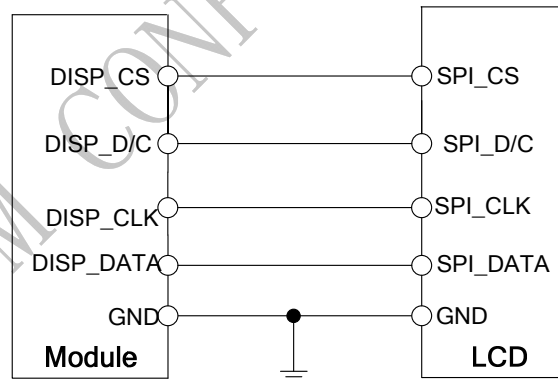 DISP_CS SPI_CS
DISP_D/C SPI_D/C
DISP_CLK SPI_CLK
DISP_DATA SPI_DATA
GND GND
Module LCD